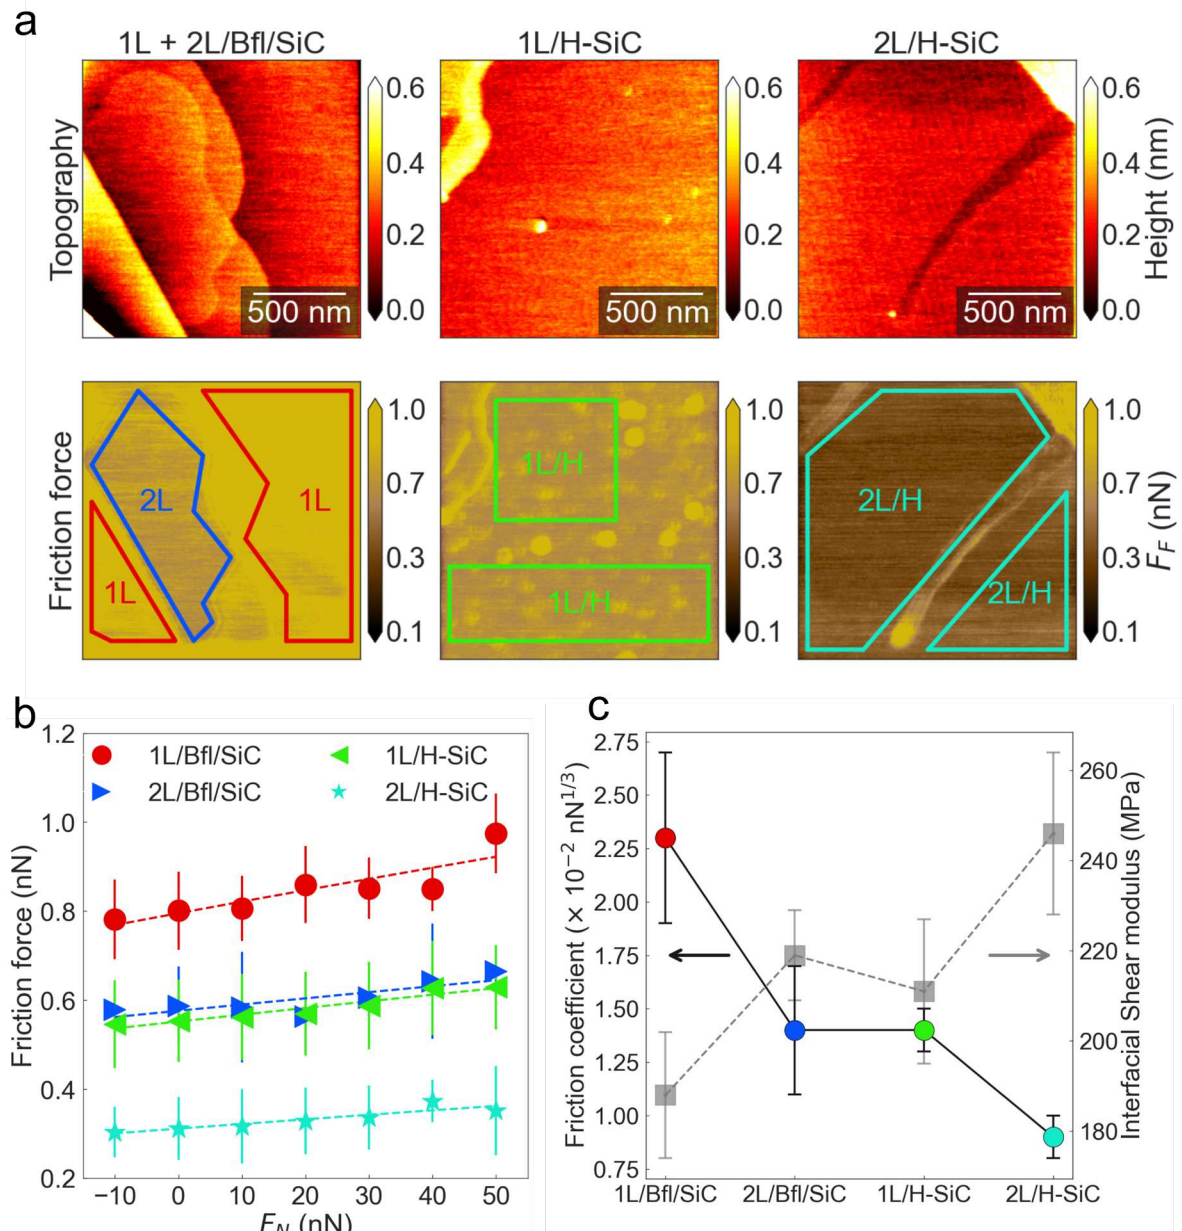 a
1L + 2L/Bfl/SiC
1L/H-SiC
2L/H-SiC
Topography
500 nm
0.6
0.4
0.2
0.0
500 nm
0.6
0.4
0.2
0.0
500 nm
0.6
0.4
0.2
0.0
Height (nm)
Friction force
2L
1L
1L
1.0
0.7
0.3
0.1
1L/H
1L/H
1.0
0.7
0.3
0.1
2L/H
2L/H
1.0
0.7
0.3
0.1
F_F (nN)
b
1.2
1.0
0.8
0.6
0.4
0.2
Friction force (nN)
1L/Bfl/SiC
2L/Bfl/SiC
1L/H-SiC
2L/H-SiC
−10 0 10 20 30 40 50
F_N (nN)
c
2.75
2.50
2.25
2.00
1.75
1.50
1.25
1.00
0.75
Friction coefficient (× 10⁻² nN^{1/3})
260
240
220
200
180
Interfacial Shear modulus (MPa)
1L/Bfl/SiC 2L/Bfl/SiC 1L/H-SiC 2L/H-SiC